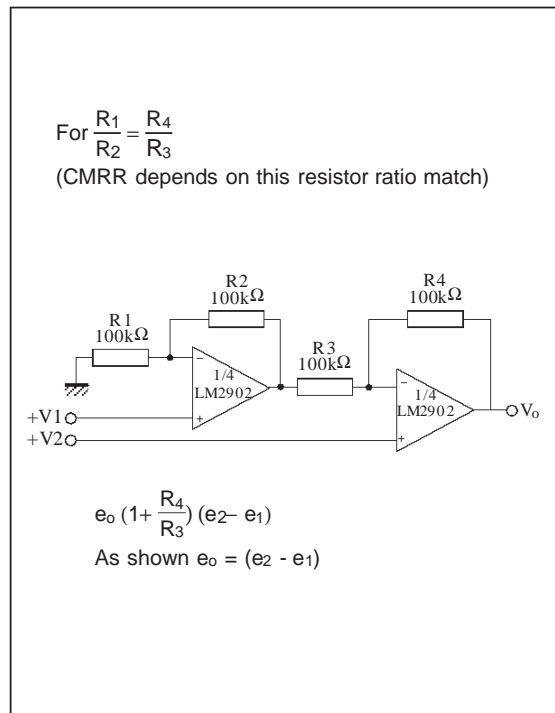 For R1/R2 = R4/R3
(CMRR depends on this resistor ratio match)
R2
100kΩ
R4
100kΩ
R1
100kΩ
R3
100kΩ
1/4
LM2902
1/4
LM2902
+V1
+V2
Vo
eo (1+ R4/R3) (e2– e1)
As shown eo = (e2 - e1)